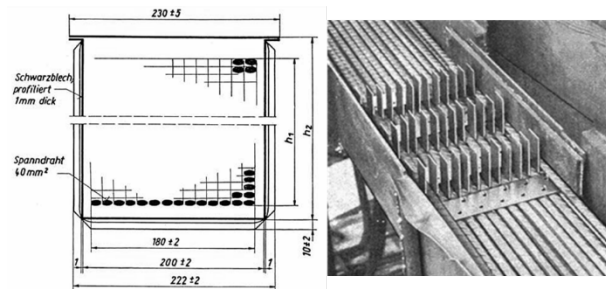 230 ±5
Schwarzblech,
profiliert
1mm dick
Spanndraht
40mm²
h₁
h₂
10±2
180 ±2
1
200 ±2
1
222 ±2